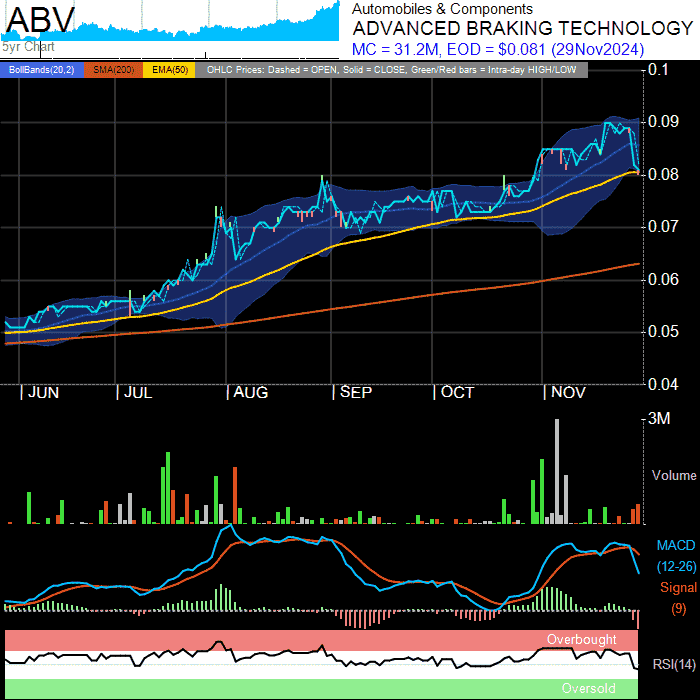 ABV
5yr Chart
Automobiles & Components
ADVANCED BRAKING TECHNOLOGY
MC = 31.2M, EOD = $0.081 (29Nov2024)
BollBands(20,2) SMA(200) EMA(50) OHLC Prices: Dashed = OPEN, Solid = CLOSE, Green/Red bars = Intra-day HIGH/LOW
0.1
0.09
0.08
0.07
0.06
0.05
0.04
JUN JUL AUG SEP OCT NOV
3M
Volume
MACD
(12-26)
Signal
(9)
Overbought
RSI(14)
Oversold